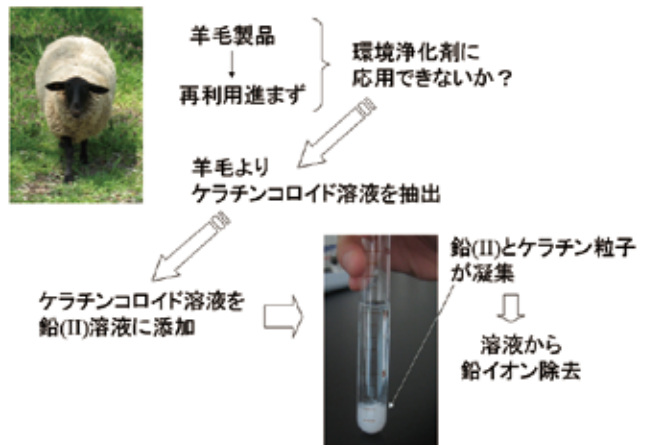 羊毛製品
再利用進まず
環境浄化剤に
応用できないか？
羊毛より
ケラチンコロイド溶液を抽出
ケラチンコロイド溶液を
鉛(II)溶液に添加
鉛(II)とケラチン粒子
が凝集
溶液から
鉛イオン除去